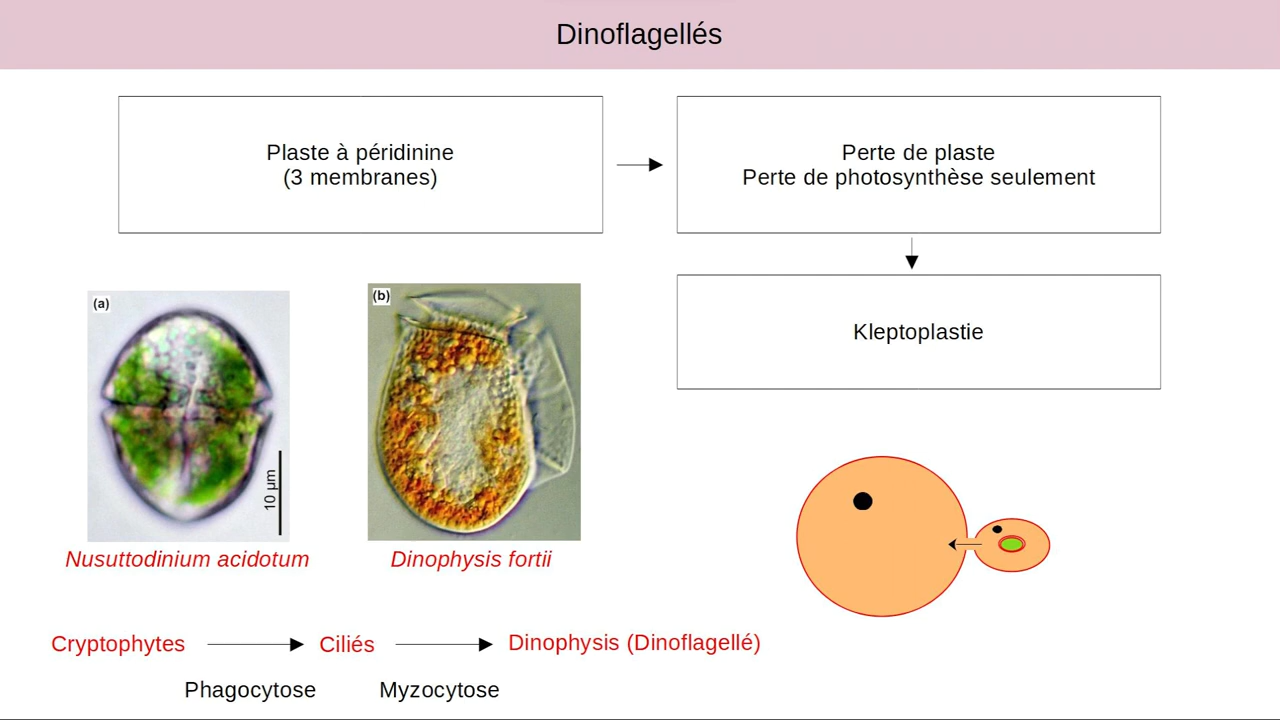 Dinoflagellés
Plaste à péridinine
(3 membranes)
Perte de plaste
Perte de photosynthèse seulement
Kleptoplastie
(a)
10 µm
(b)
Nusuttodinium acidotum
Dinophysis fortii
Cryptophytes
Ciliés
Dinophysis (Dinoflagellé)
Phagocytose
Myzocytose